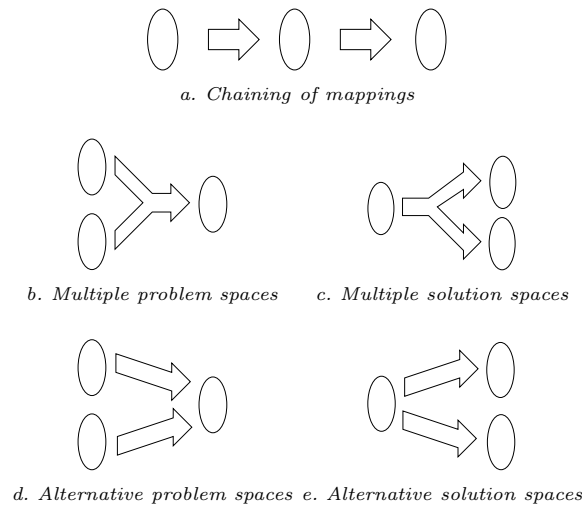 a. Chaining of mappings
b. Multiple problem spaces
c. Multiple solution spaces
d. Alternative problem spaces
e. Alternative solution spaces